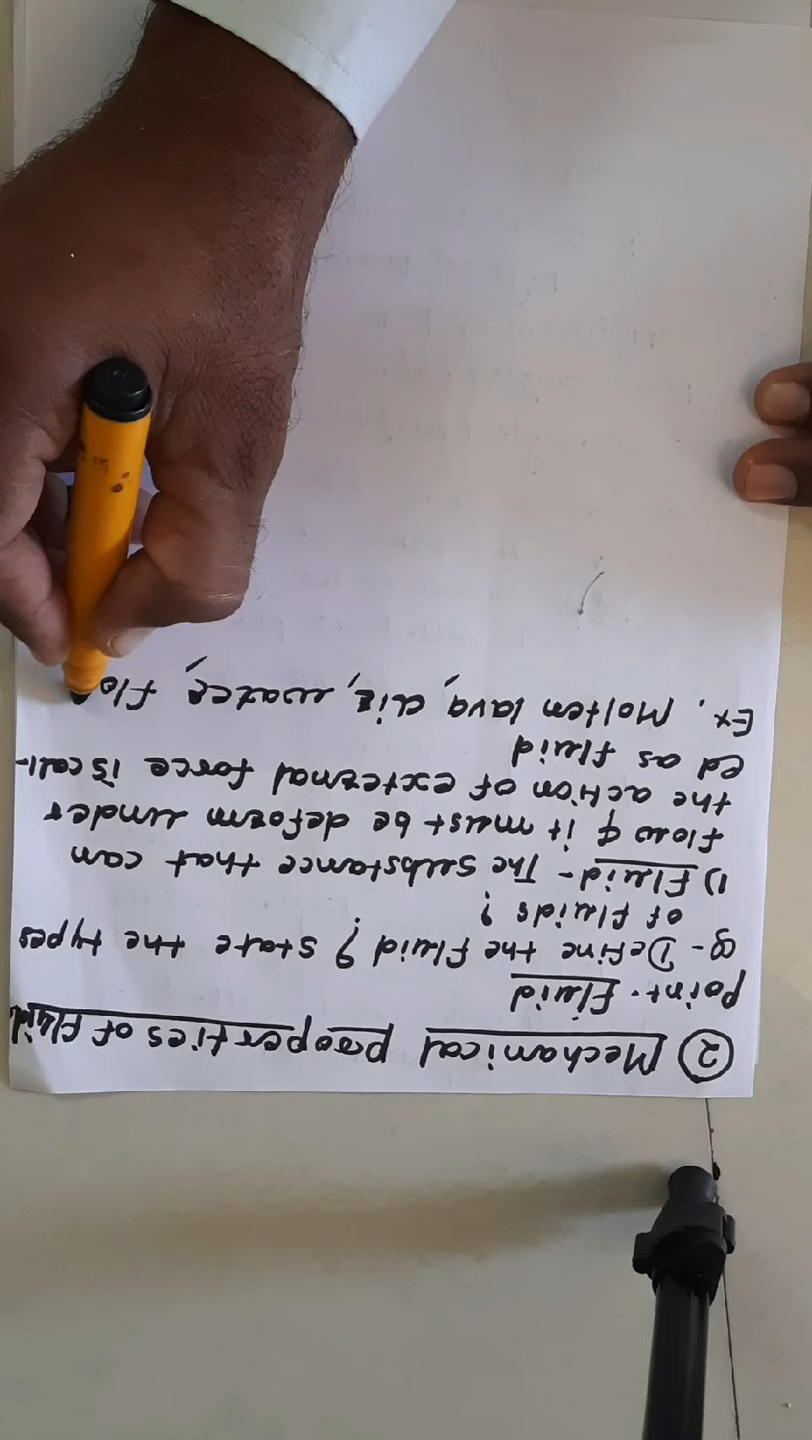 ② Mechanical properties of fluid
point. fluid
Q - Define the fluid? state the types
of fluids?
1) Fluid - The substance that can
flow & it must be deform under
the action of external force is call-
ed as fluid
Ex. Molten lava, air, water, flo